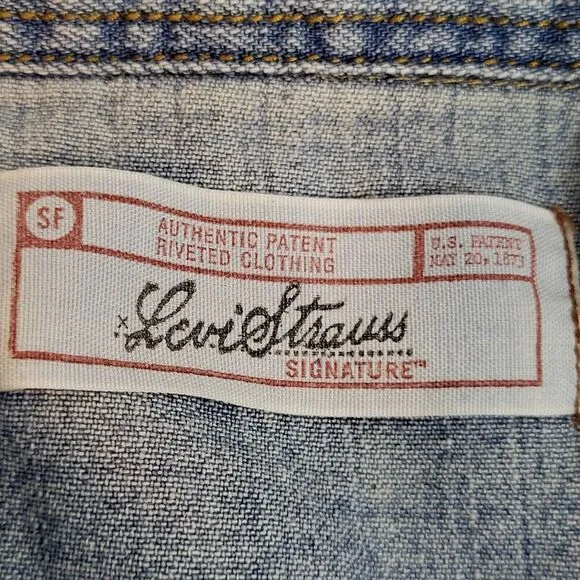 SF
AUTHENTIC PATENT
RIVETED CLOTHING
U.S. PATENT
MAY 20, 1873
x Levi Strauss
SIGNATURE™